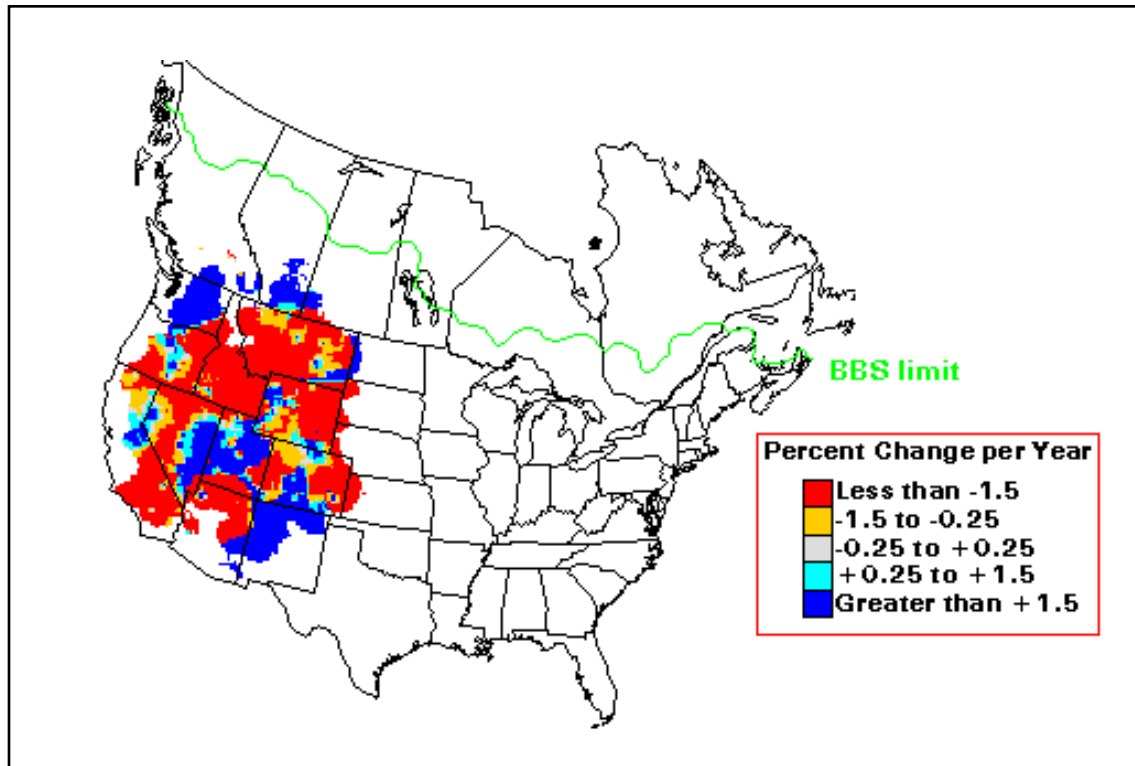 BBS limit
Percent Change per Year
Less than -1.5
-1.5 to -0.25
-0.25 to +0.25
+0.25 to +1.5
Greater than +1.5